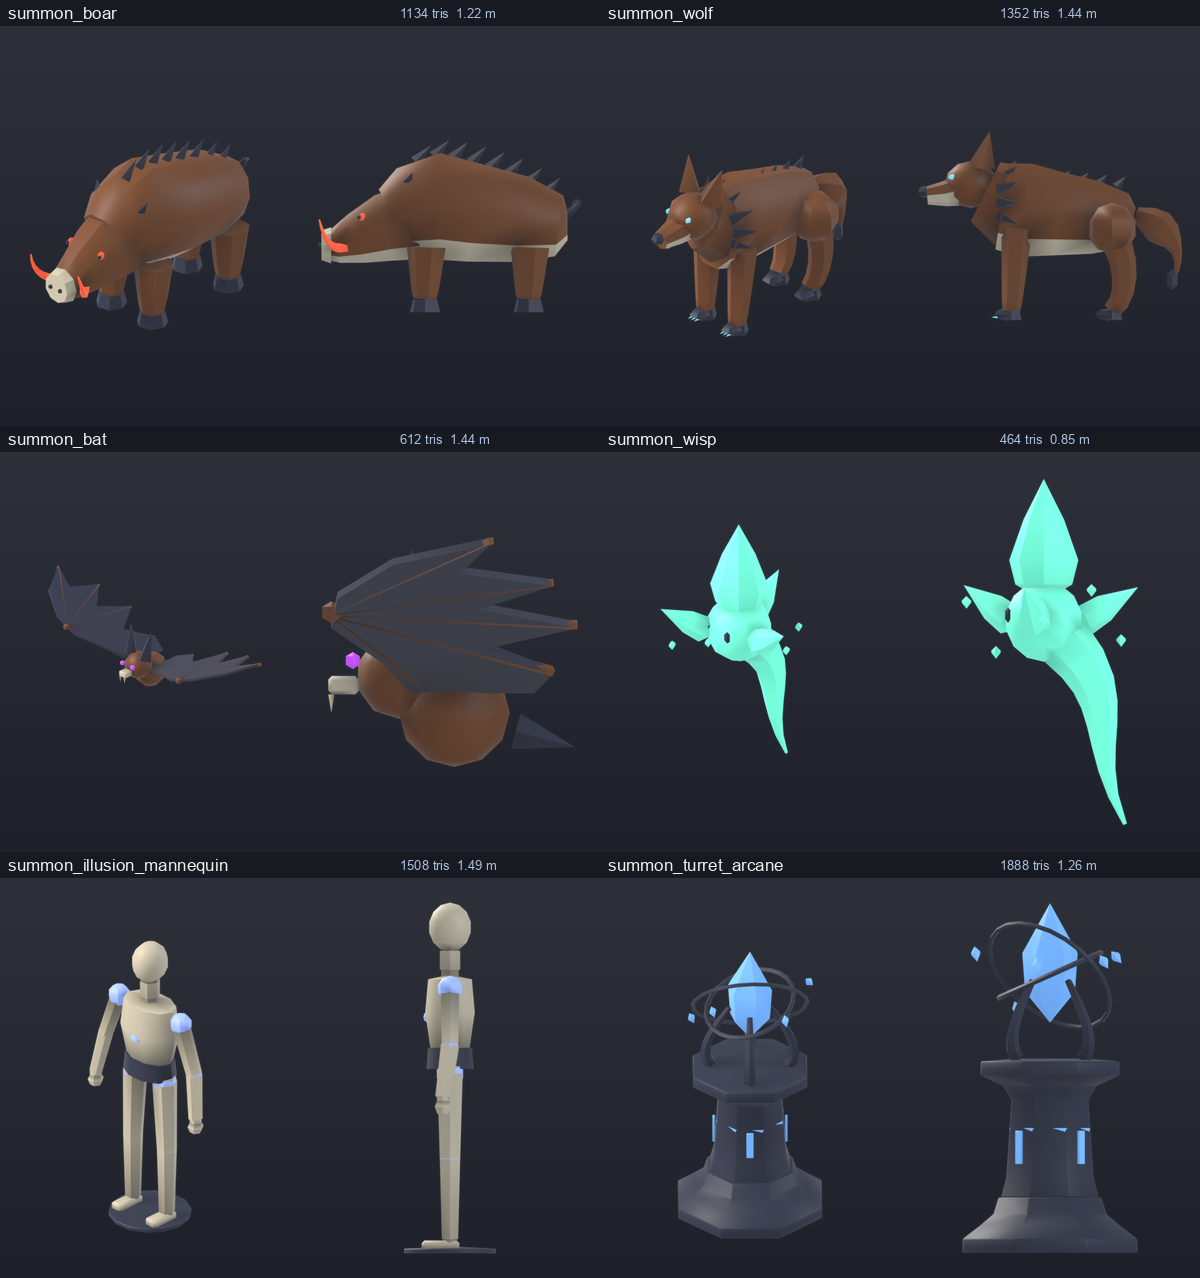 summon_boar 1134 tris 1.22 m summon_wolf 1352 tris 1.44 m
summon_bat 612 tris 1.44 m summon_wisp 464 tris 0.85 m
summon_illusion_mannequin 1508 tris 1.49 m summon_turret_arcane 1888 tris 1.26 m